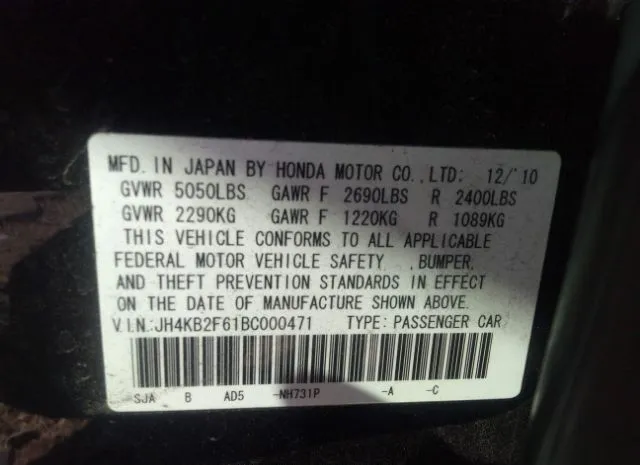 MFD. IN JAPAN BY HONDA MOTOR CO., LTD: 12/'10
GVWR 5050LBS GAWR F 2690LBS R 2400LBS
GVWR 2290KG GAWR F 1220KG R 1089KG
THIS VEHICLE CONFORMS TO ALL APPLICABLE
FEDERAL MOTOR VEHICLE SAFETY , BUMPER,
AND THEFT PREVENTION STANDARDS IN EFFECT
ON THE DATE OF MANUFACTURE SHOWN ABOVE.
V.I.N.:JH4KB2F61BC000471 TYPE: PASSENGER CAR
SJA B AD5 -NH731P -A -C